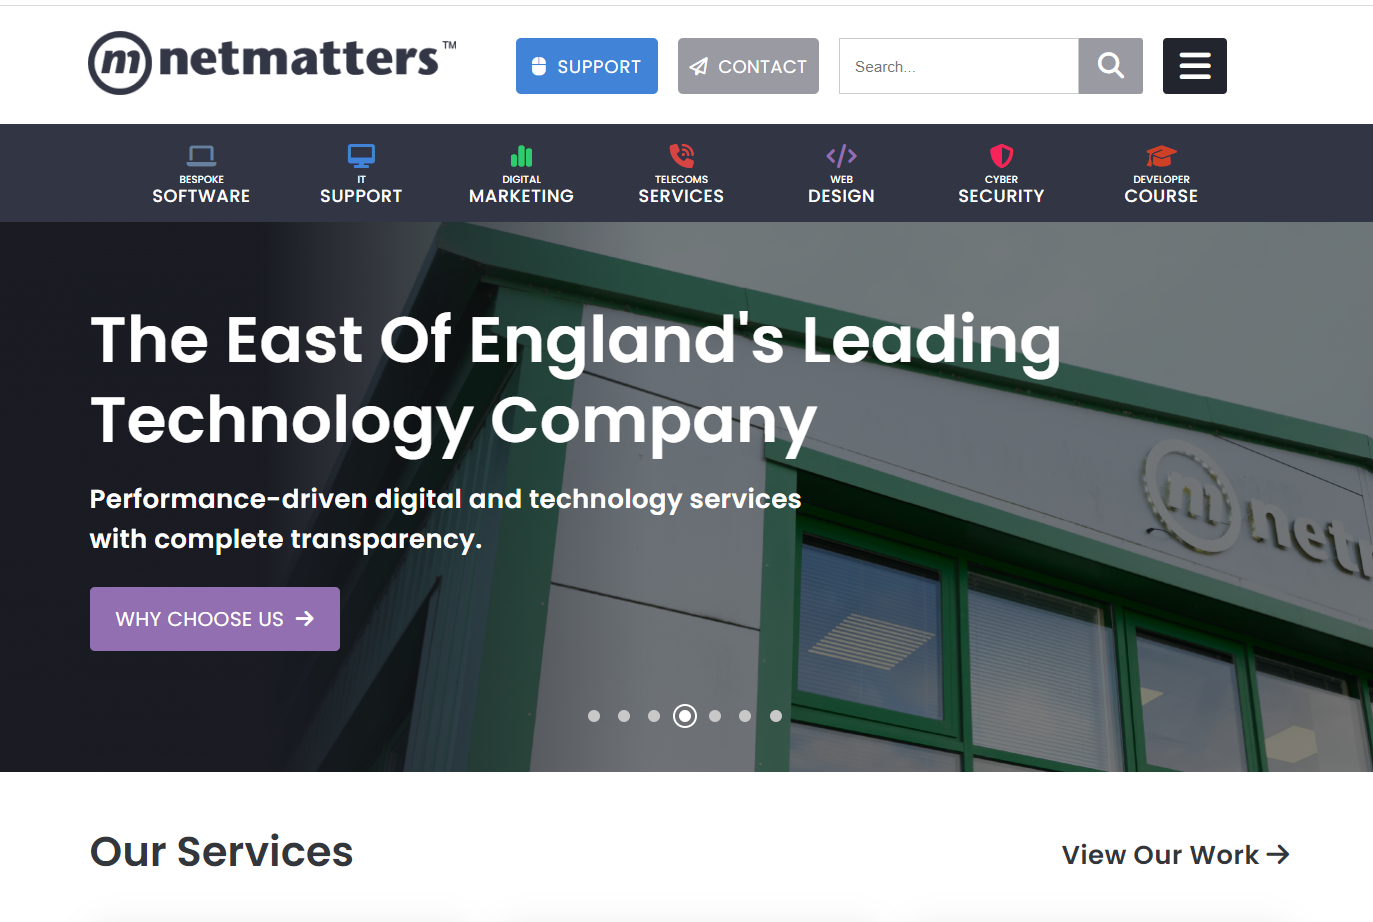 m netmatters™
SUPPORT
CONTACT
Search...
BESPOKE
SOFTWARE
IT
SUPPORT
DIGITAL
MARKETING
TELECOMS
SERVICES
WEB
DESIGN
CYBER
SECURITY
DEVELOPER
COURSE
The East Of England's Leading
Technology Company
Performance-driven digital and technology services
with complete transparency.
WHY CHOOSE US
m net
Our Services
View Our Work